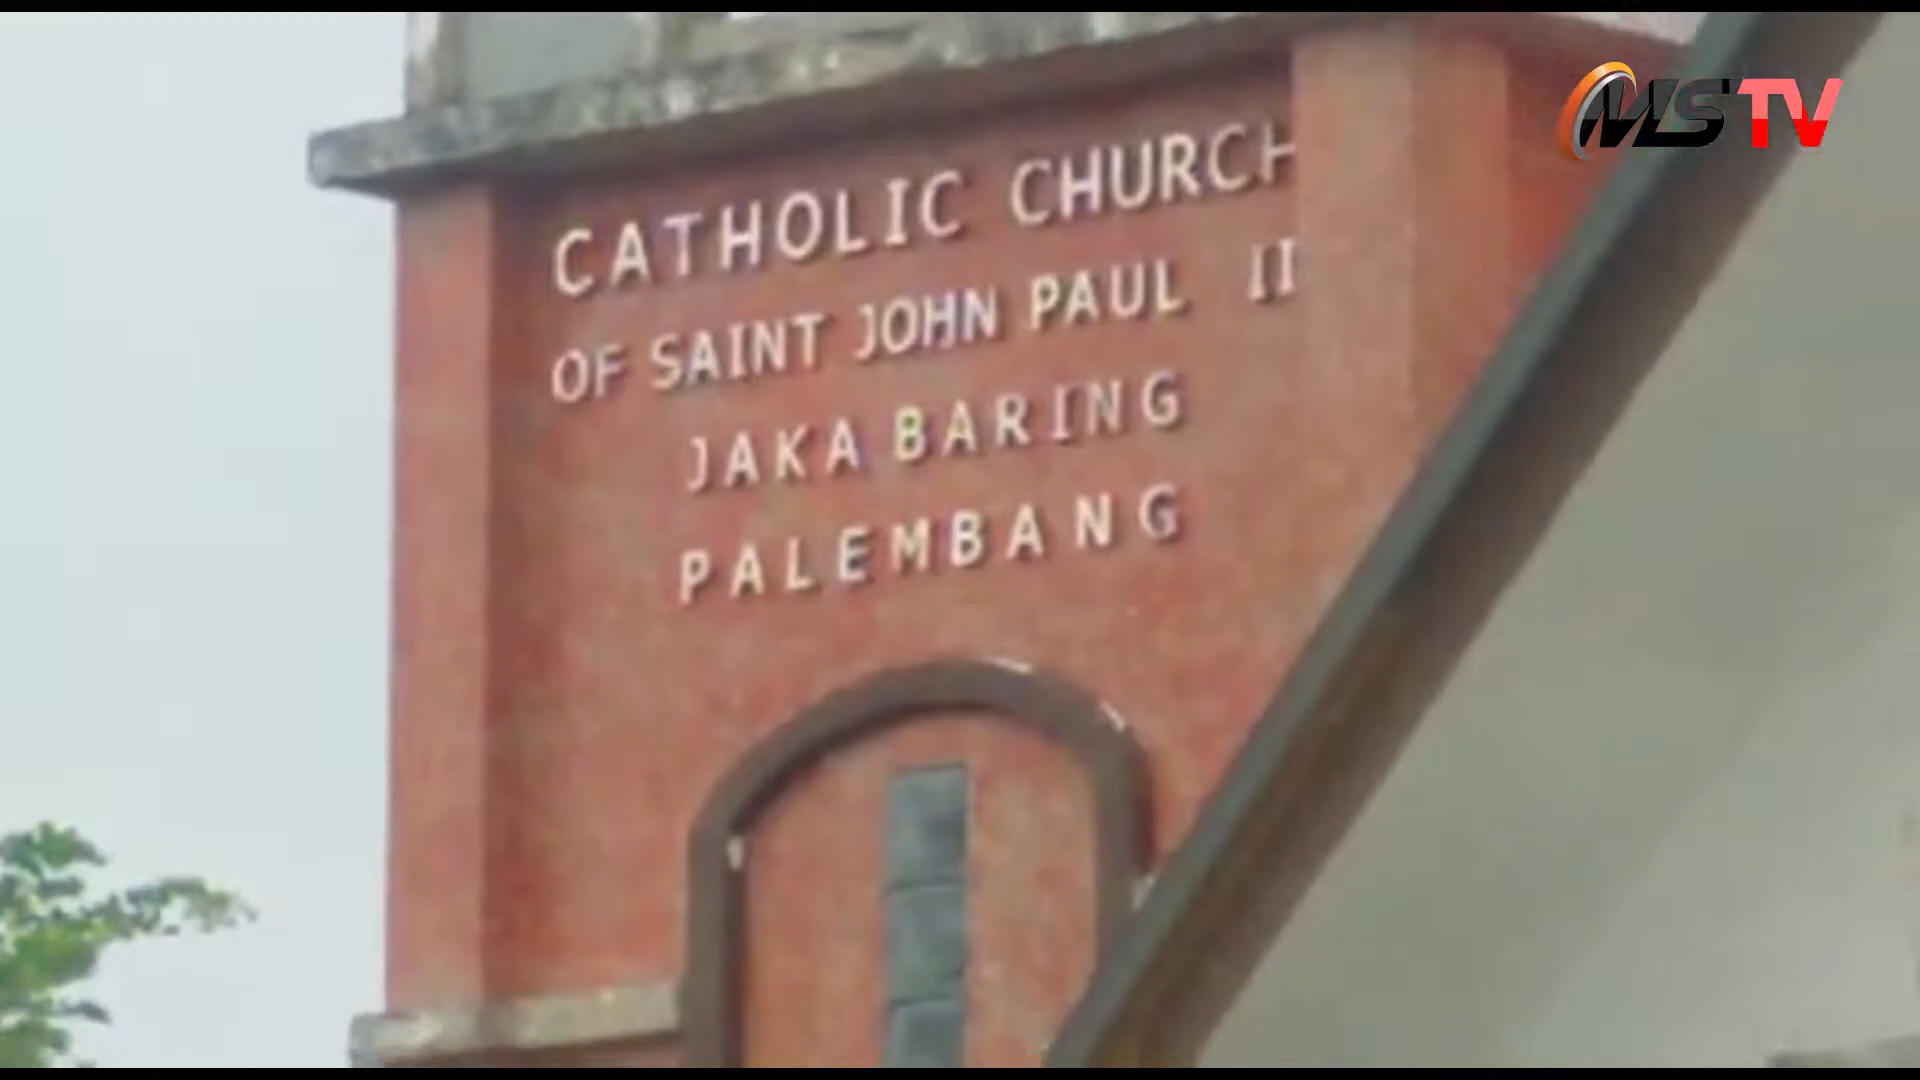 MSTV
CATHOLIC CHURCH
OF SAINT JOHN PAUL II
JAKA BARING
PALEMBANG